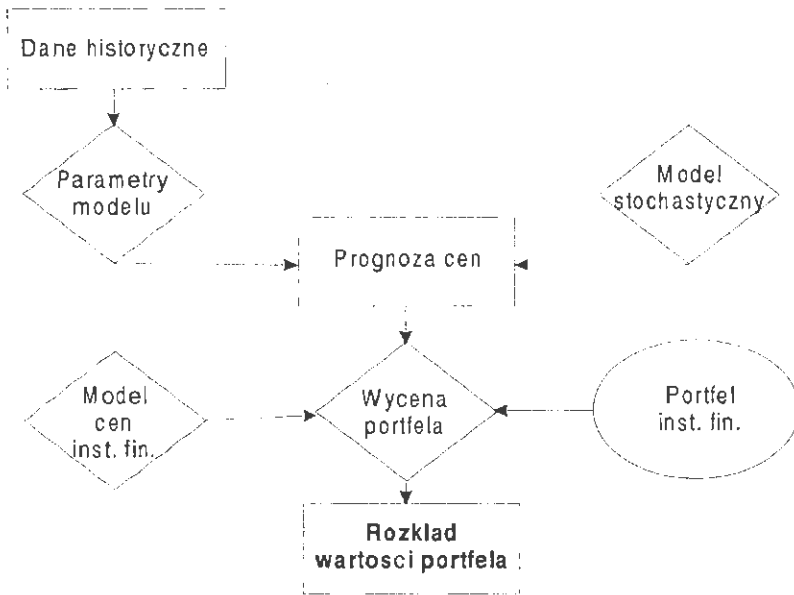 Dane historyczne
Parametry
modelu
Model
stochastyczny
Prognoza cen
Model
cen
inst. fin.
Wycena
portfela
Portfel
inst. fin.
Rozklad
wartosci portfela